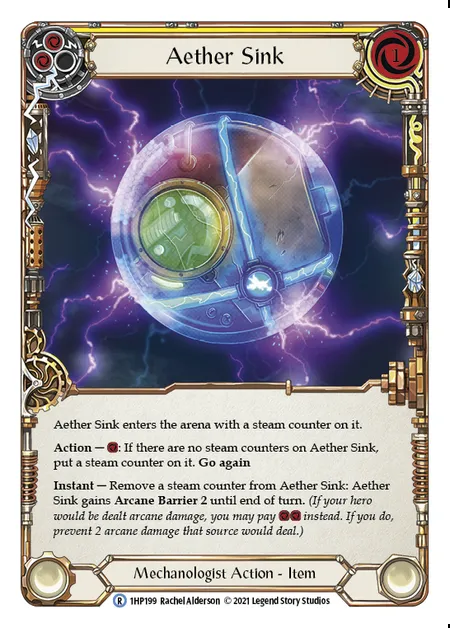 Aether Sink
1
Aether Sink enters the arena with a steam counter on it.
Action — : If there are no steam counters on Aether Sink,
put a steam counter on it. Go again
Instant — Remove a steam counter from Aether Sink: Aether
Sink gains Arcane Barrier 2 until end of turn. (If your hero
would be dealt arcane damage, you may pay instead. If you do,
prevent 2 arcane damage that source would deal.)
Mechanologist Action - Item
R 1HP199 Rachel Alderson © 2021 Legend Story Studios